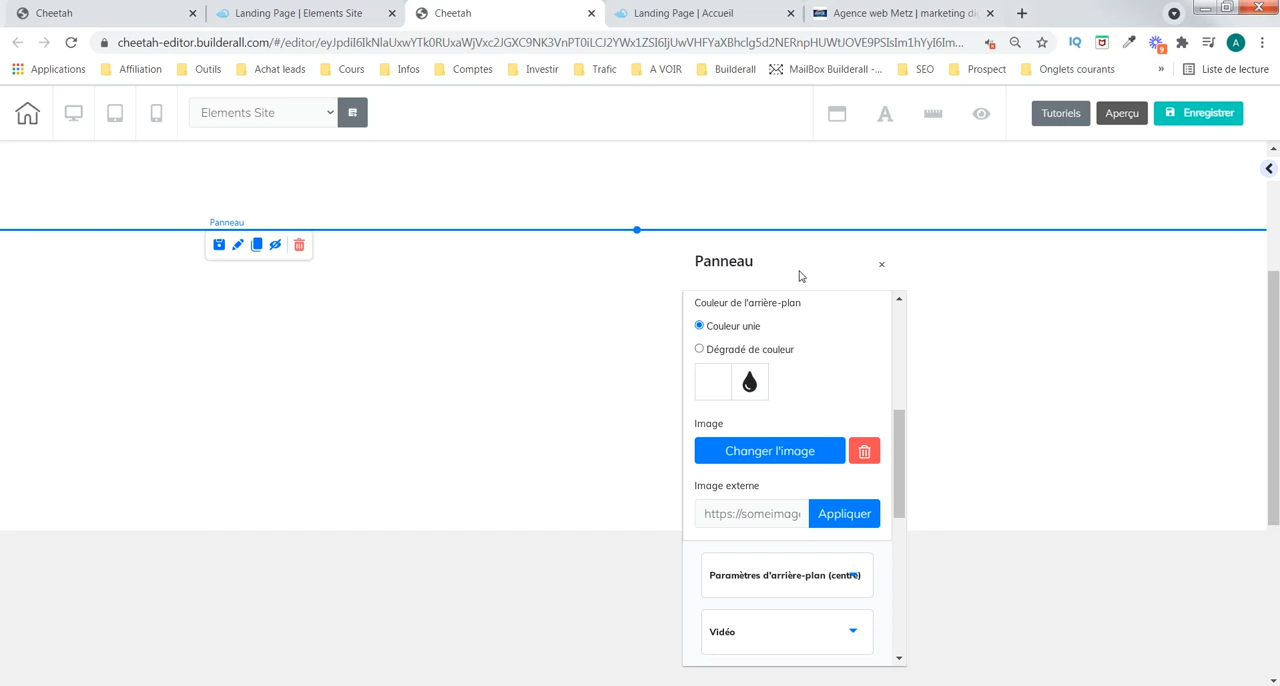 Cheetah
Landing Page | Elements Site
Cheetah
Landing Page | Accueil
Agence web Metz | marketing di
cheetah-editor.builderall.com/#/editor/
Applications
Affiliation
Outils
Achat leads
Cours
Infos
Comptes
Investir
Trafic
A VOIR
Builderall
MailBox Builderall -...
SEO
Prospect
Onglets courants
»
Liste de lecture
IQ
9
A
Elements Site
Tutoriels
Aperçu
Enregistrer
Panneau
Panneau
×
Couleur de l'arrière-plan
Couleur unie
Dégradé de couleur
Image
Changer l'image
Image externe
https://someimage
Appliquer
Paramètres d'arrière-plan (centre)
Vidéo